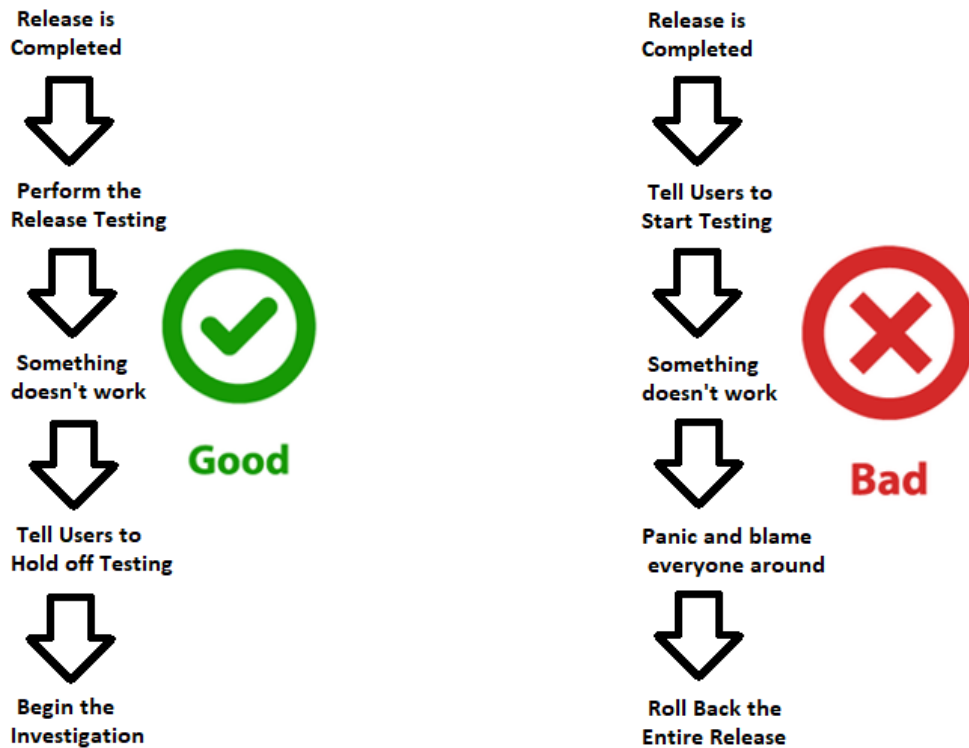 Release is
Completed
Perform the
Release Testing
Something
doesn't work
Tell Users to
Hold off Testing
Begin the
Investigation
Good
Release is
Completed
Tell Users to
Start Testing
Something
doesn't work
Panic and blame
everyone around
Roll Back the
Entire Release
Bad